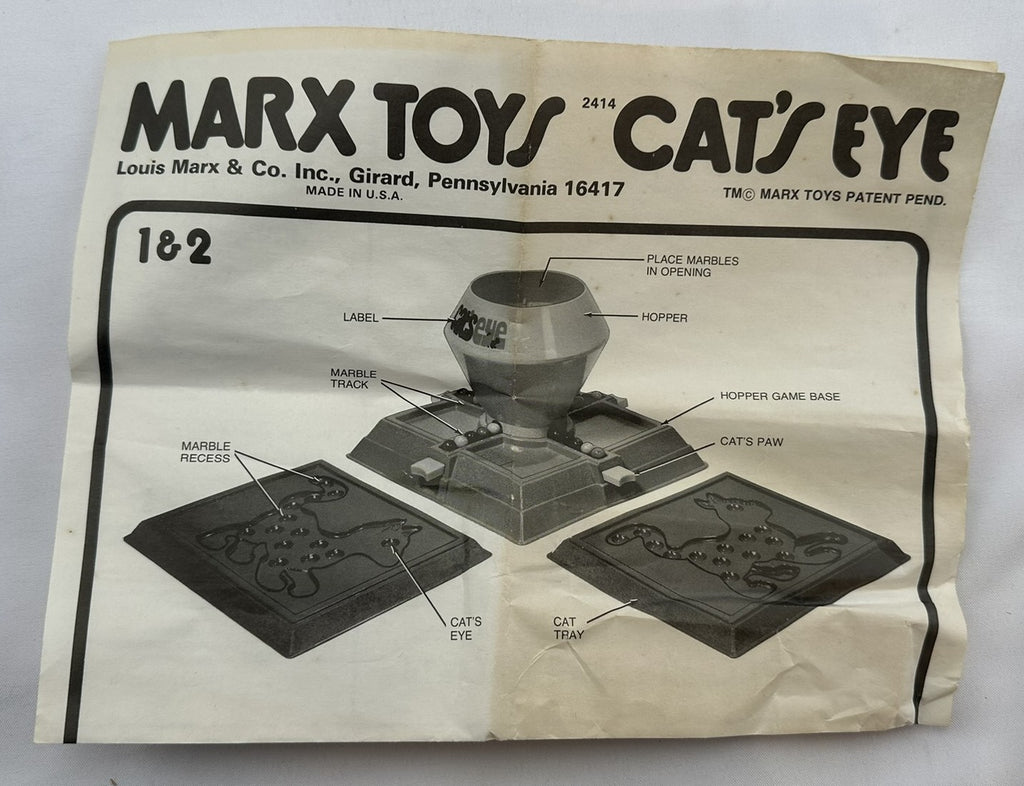 MARX TOYS 2414 CAT'S EYE
Louis Marx & Co. Inc., Girard, Pennsylvania 16417
MADE IN U.S.A.
TM© MARX TOYS PATENT PEND.
1&2
PLACE MARBLES
IN OPENING
LABEL
cat's eye
HOPPER
MARBLE
TRACK
HOPPER GAME BASE
CAT'S PAW
MARBLE
RECESS
CAT'S
EYE
CAT
TRAY